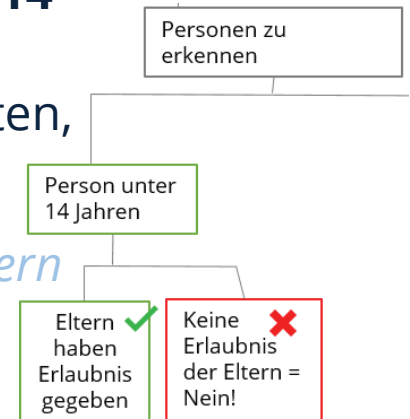 14
Personen zu
erkennen
ten,
Person unter
14 Jahren
ern
Eltern
haben
Erlaubnis
gegeben
Keine
Erlaubnis
der Eltern =
Nein!